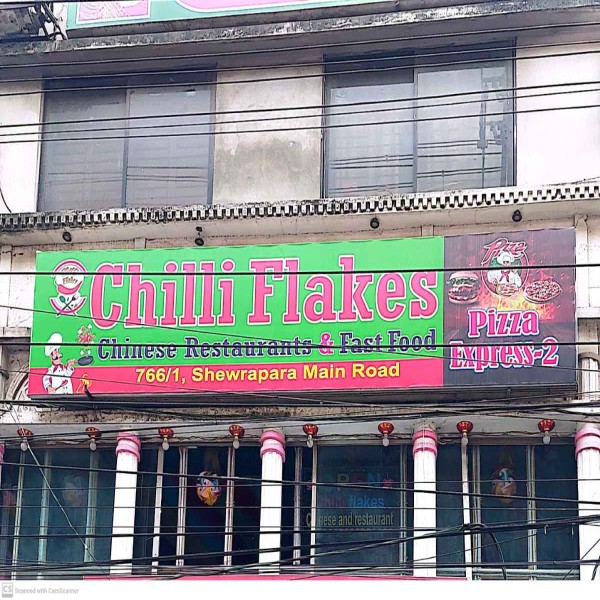 Chilli Flakes
Chinese Restaurants & Fast Food
766/1, Shewrapara Main Road
Pizza
Express-2
Chilli flakes
Chinese and restaurant
CS Scanned with CamScanner